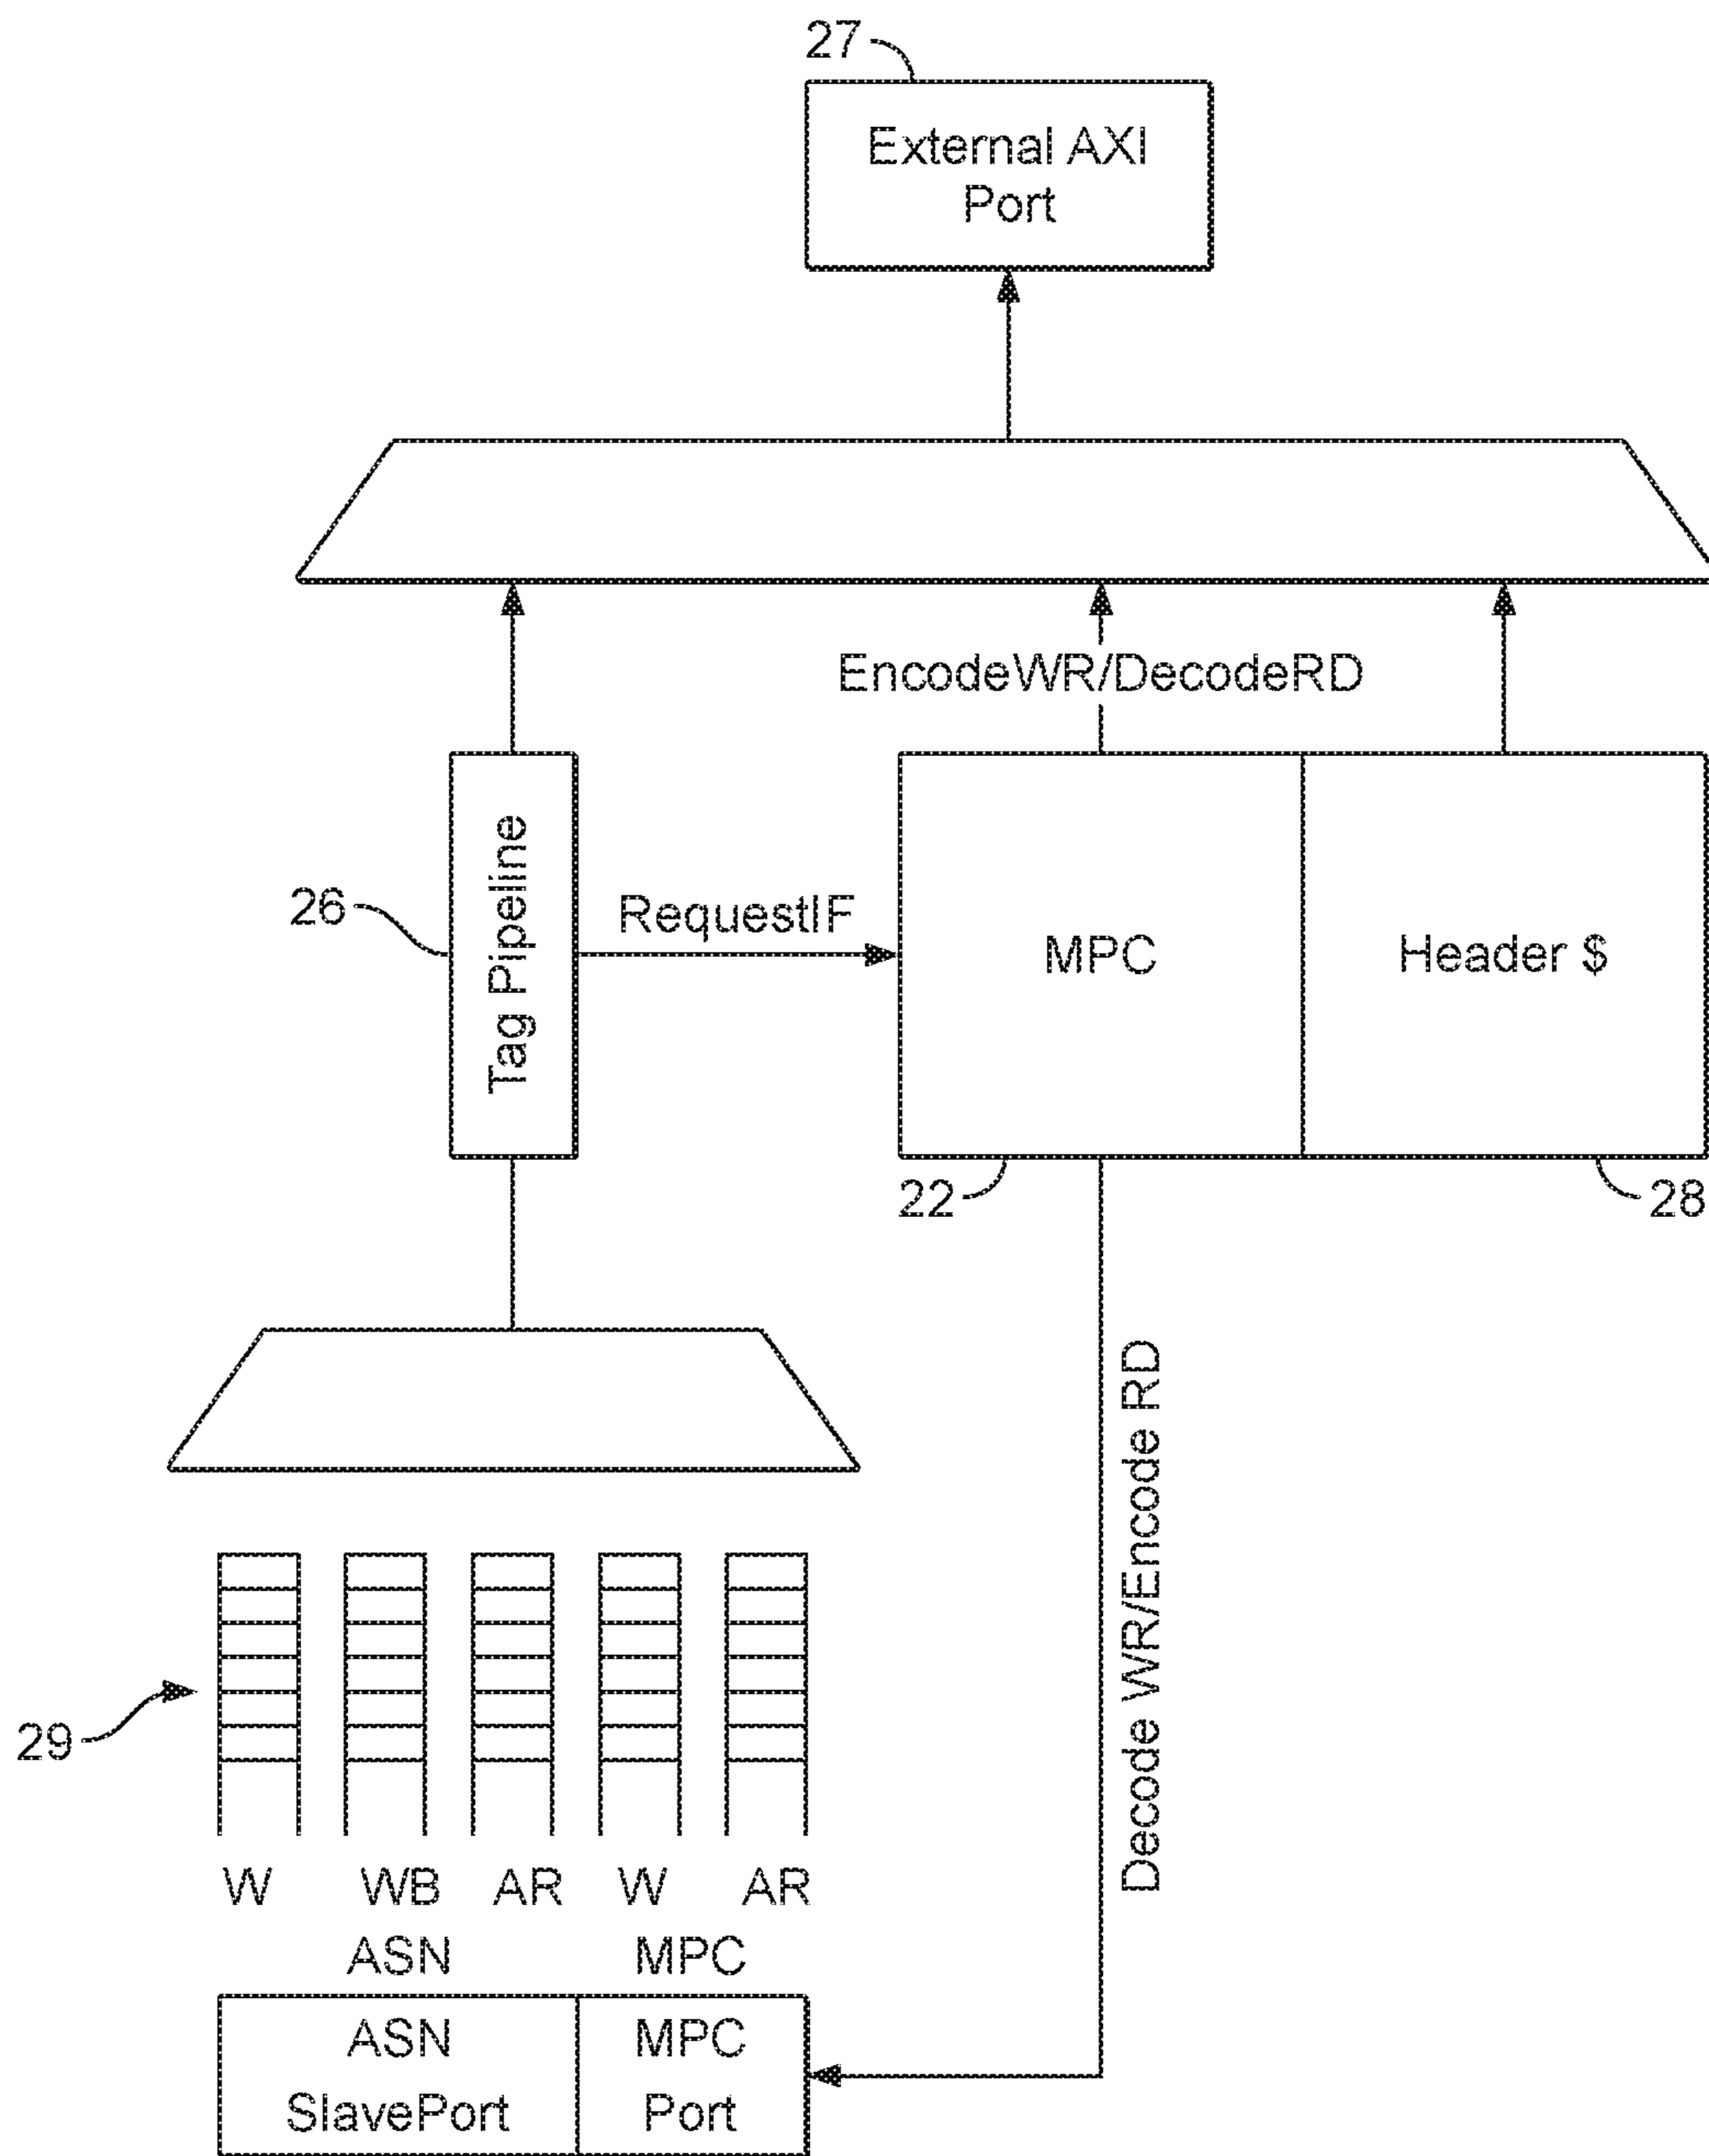 27
External AXI
Port
EncodeWR/DecodeRD
Tag Pipeline
26
RequestIF
MPC
Header $
22
28
Decode WR/Encode RD
29
W WB AR W AR
ASN MPC
ASN MPC
SlavePort Port